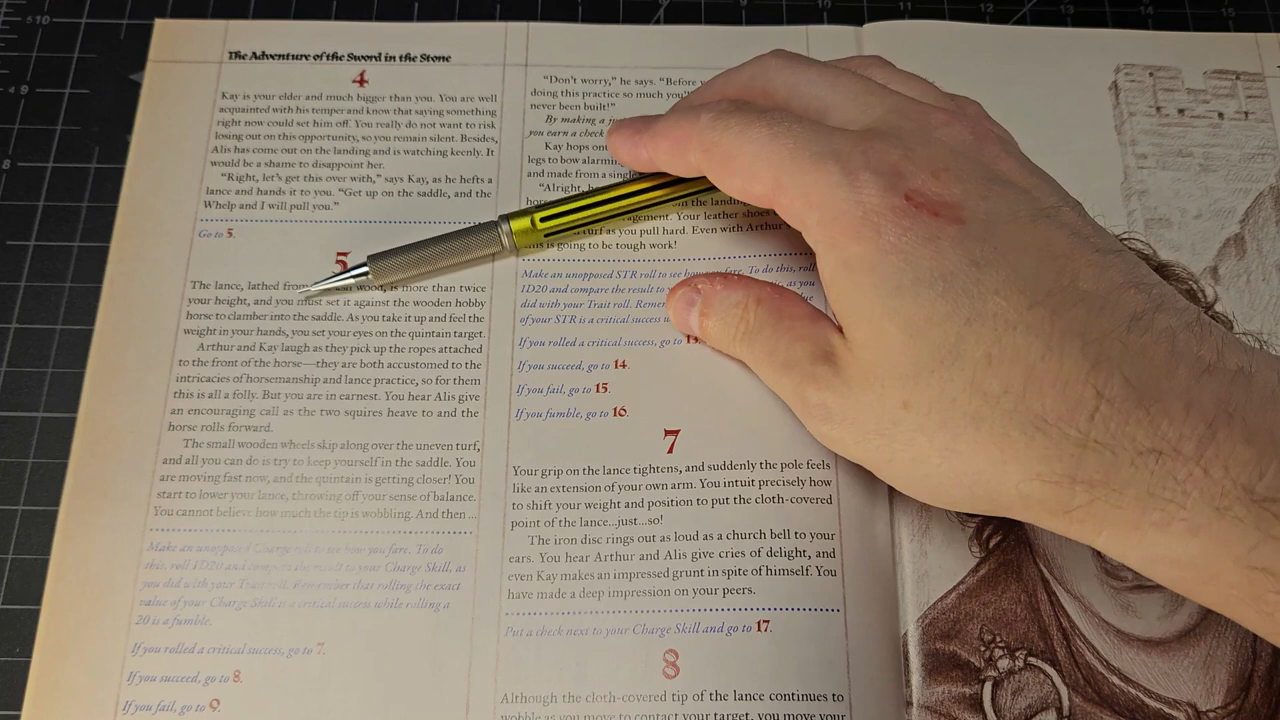 The Adventure of the Sword in the Stone
4
Kay is your elder and much bigger than you. You are well
acquainted with his temper and know that saying something
right now could set him off. You really do not want to risk
losing out on this opportunity, so you remain silent. Besides,
Alis has come out on the landing and is watching keenly. It
would be a shame to disappoint her.
“Right, let’s get this over with,” says Kay, as he hefts a
lance and hands it to you. “Get up on the saddle, and the
Whelp and I will pull you.”
Go to 5.
5
The lance, lathed from wood, is more than twice
your height, and you must set it against the wooden hobby
horse to clamber into the saddle. As you take it up and feel the
weight in your hands, you set your eyes on the quintain target.
Arthur and Kay laugh as they pick up the ropes attached
to the front of the horse—they are both accustomed to the
intricacies of horsemanship and lance practice, so for them
this is all a folly. But you are in earnest. You hear Alis give
an encouraging call as the two squires heave to and the
horse rolls forward.
The small wooden wheels skip along over the uneven turf,
and all you can do is try to keep yourself in the saddle. You
are moving fast now, and the quintain is getting closer! You
start to lower your lance, throwing off your sense of balance.
You cannot believe how much the tip is wobbling. And then ...
Make an unopposed Charge roll to see how you fare. To do
this, roll 1D20 and compare the result to your Charge Skill, as
you did with your Trait roll. Remember that rolling the exact
value of your Charge Skill is a critical success while rolling a
20 is a fumble.
If you rolled a critical success, go to 7.
If you succeed, go to 8.
If you fail, go to 9.
“Don’t worry,” he says. “Before
doing this practice so much
never been built!”
By making a
you earn a check
Kay hops
legs to bow
and made from a single
“Alright,
from the
Your leather shoes
turf as you pull hard. Even with Arthur
this is going to be tough work!
Make an unopposed STR roll to see how fare. To do this, roll
1D20 and compare the result to as you
did with your Trait roll.
of your STR is a critical success
If you rolled a critical success, go to 13.
If you succeed, go to 14.
If you fail, go to 15.
If you fumble, go to 16.
7
Your grip on the lance tightens, and suddenly the pole feels
like an extension of your own arm. You intuit precisely how
to shift your weight and position to put the cloth-covered
point of the lance...just...so!
The iron disc rings out as loud as a church bell to your
ears. You hear Arthur and Alis give cries of delight, and
even Kay makes an impressed grunt in spite of himself. You
have made a deep impression on your peers.
Put a check next to your Charge Skill and go to 17.
8
Although the cloth-covered tip of the lance continues to
wobble as you move to contact your target, you move your